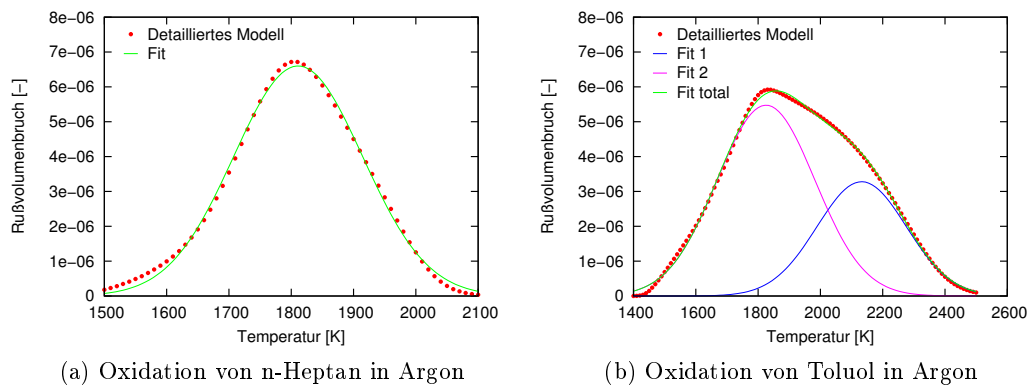 8e-06
7e-06
6e-06
5e-06
4e-06
3e-06
2e-06
1e-06
0
Rußvolumenbruch [–]
Detailliertes Modell
Fit
1500 1600 1700 1800 1900 2000 2100
Temperatur [K]
(a) Oxidation von n-Heptan in Argon
8e-06
7e-06
6e-06
5e-06
4e-06
3e-06
2e-06
1e-06
0
Rußvolumenbruch [–]
Detailliertes Modell
Fit 1
Fit 2
Fit total
1400 1600 1800 2000 2200 2400 2600
Temperatur [K]
(b) Oxidation von Toluol in Argon